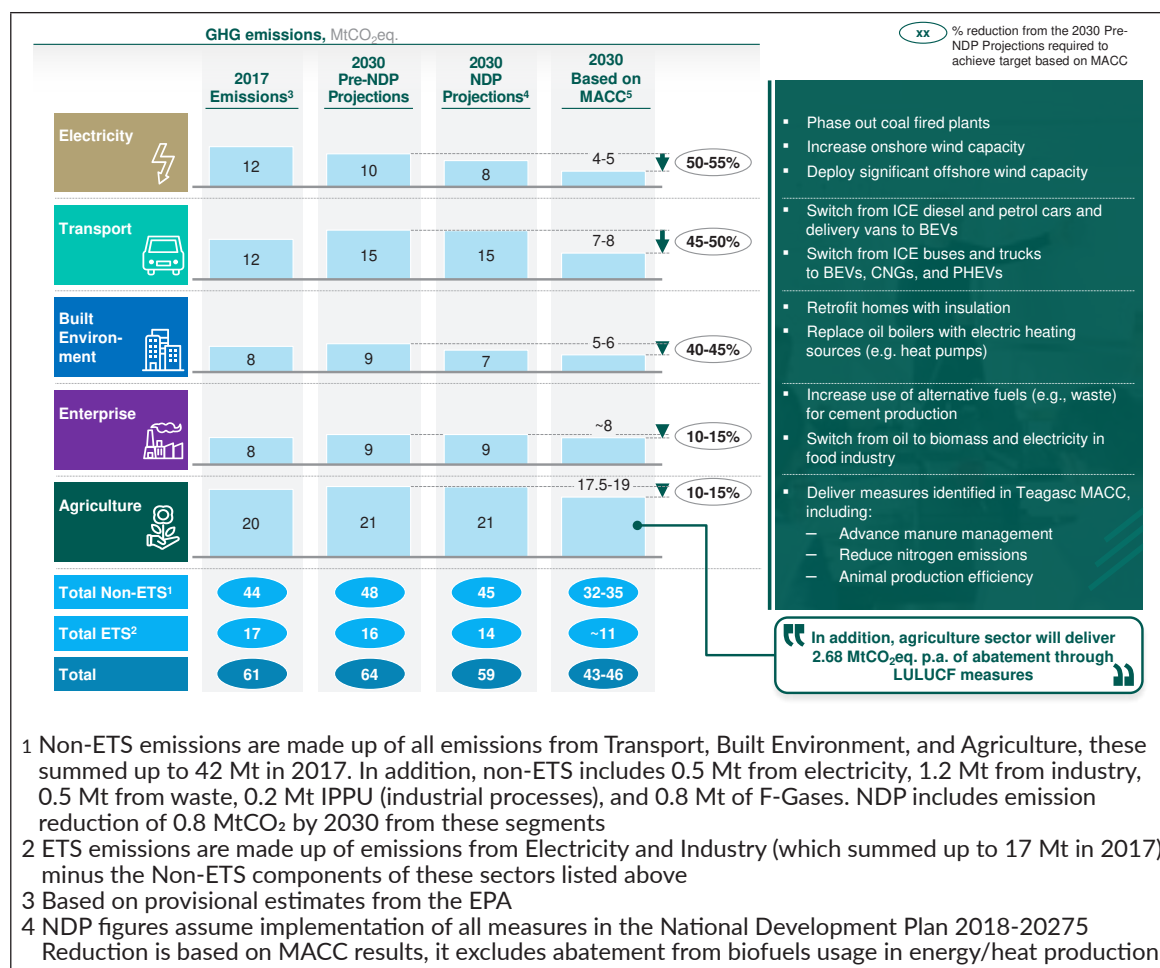 GHG emissions, MtCO₂eq.
xx
% reduction from the 2030 Pre-
NDP Projections required to
achieve target based on MACC
2017
Emissions³
2030
Pre-NDP
Projections
2030
NDP
Projections⁴
2030
Based on
MACC⁵
Electricity
12
10
8
4-5
50-55%
▪ Phase out coal fired plants
▪ Increase onshore wind capacity
▪ Deploy significant offshore wind capacity
Transport
12
15
15
7-8
45-50%
▪ Switch from ICE diesel and petrol cars and
delivery vans to BEVs
▪ Switch from ICE buses and trucks
to BEVs, CNGs, and PHEVs
Built
Environ-
ment
8
9
7
5-6
40-45%
▪ Retrofit homes with insulation
▪ Replace oil boilers with electric heating
sources (e.g. heat pumps)
Enterprise
8
9
9
~8
10-15%
▪ Increase use of alternative fuels (e.g., waste)
for cement production
▪ Switch from oil to biomass and electricity in
food industry
Agriculture
20
21
21
17.5-19
10-15%
▪ Deliver measures identified in Teagasc MACC,
including:
– Advance manure management
– Reduce nitrogen emissions
– Animal production efficiency
Total Non-ETS¹
44
48
45
32-35
Total ETS²
17
16
14
~11
Total
61
64
59
43-46
In addition, agriculture sector will deliver
2.68 MtCO₂eq. p.a. of abatement through
LULUCF measures
1 Non-ETS emissions are made up of all emissions from Transport, Built Environment, and Agriculture, these
summed up to 42 Mt in 2017. In addition, non-ETS includes 0.5 Mt from electricity, 1.2 Mt from industry,
0.5 Mt from waste, 0.2 Mt IPPU (industrial processes), and 0.8 Mt of F-Gases. NDP includes emission
reduction of 0.8 MtCO₂ by 2030 from these segments
2 ETS emissions are made up of emissions from Electricity and Industry (which summed up to 17 Mt in 2017)
minus the Non-ETS components of these sectors listed above
3 Based on provisional estimates from the EPA
4 NDP figures assume implementation of all measures in the National Development Plan 2018-20275
Reduction is based on MACC results, it excludes abatement from biofuels usage in energy/heat production